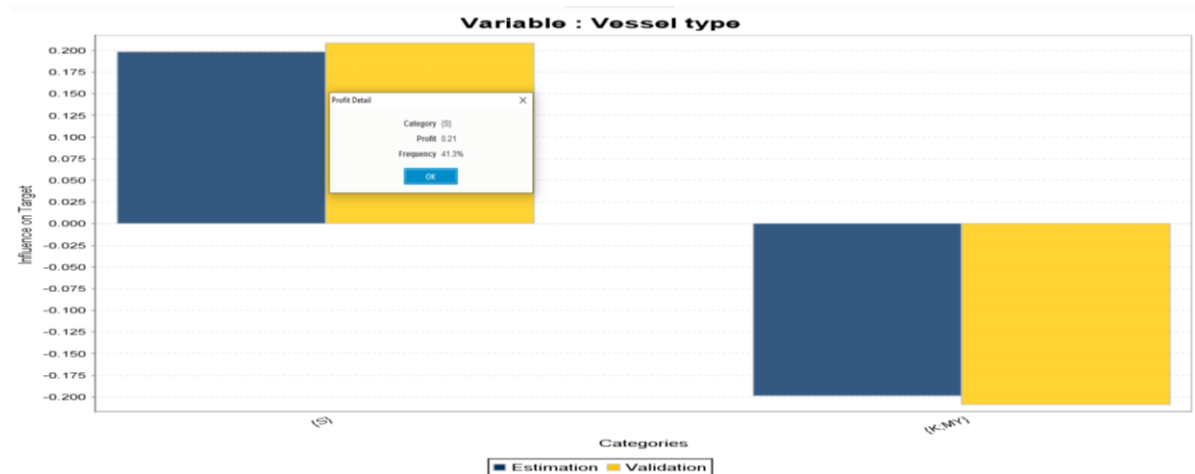 Variable : Vessel type
0.200
0.175
0.150
0.125
0.100
0.075
0.050
0.025
0.000
-0.025
-0.050
-0.075
-0.100
-0.125
-0.150
-0.175
-0.200
Influence on Target
Profit Detail
Category {S}
Profit 0.21
Frequency 41.3%
OK
{S}
{K;MY}
Categories
Estimation Validation